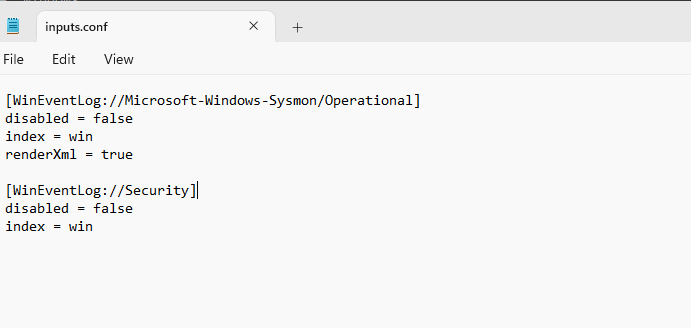 inputs.conf
File Edit View
[WinEventLog://Microsoft-Windows-Sysmon/Operational]
disabled = false
index = win
renderXml = true
[WinEventLog://Security]
disabled = false
index = win